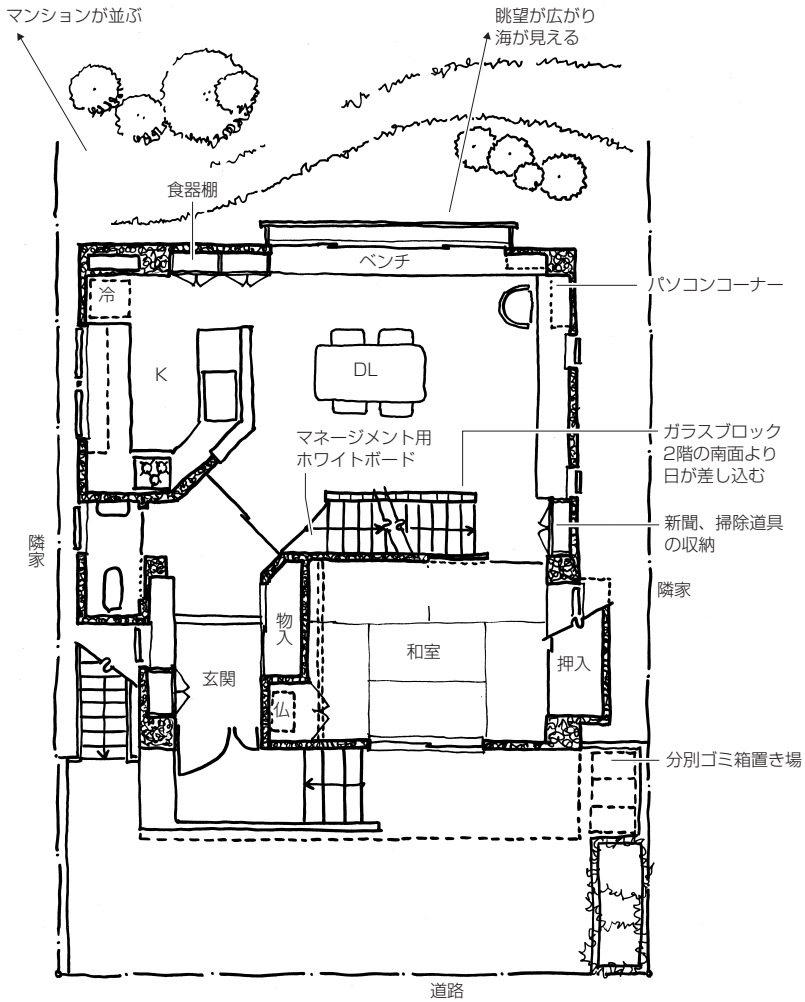 マンションが並ぶ
眺望が広がり
海が見える
食器棚
ベンチ
冷
パソコンコーナー
K
DL
マネージメント用
ホワイトボード
ガラスブロック
2階の南面より
日が差し込む
新聞、掃除道具
の収納
隣家
隣家
物入
和室
押入
玄関
仏
分別ゴミ箱置き場
道路